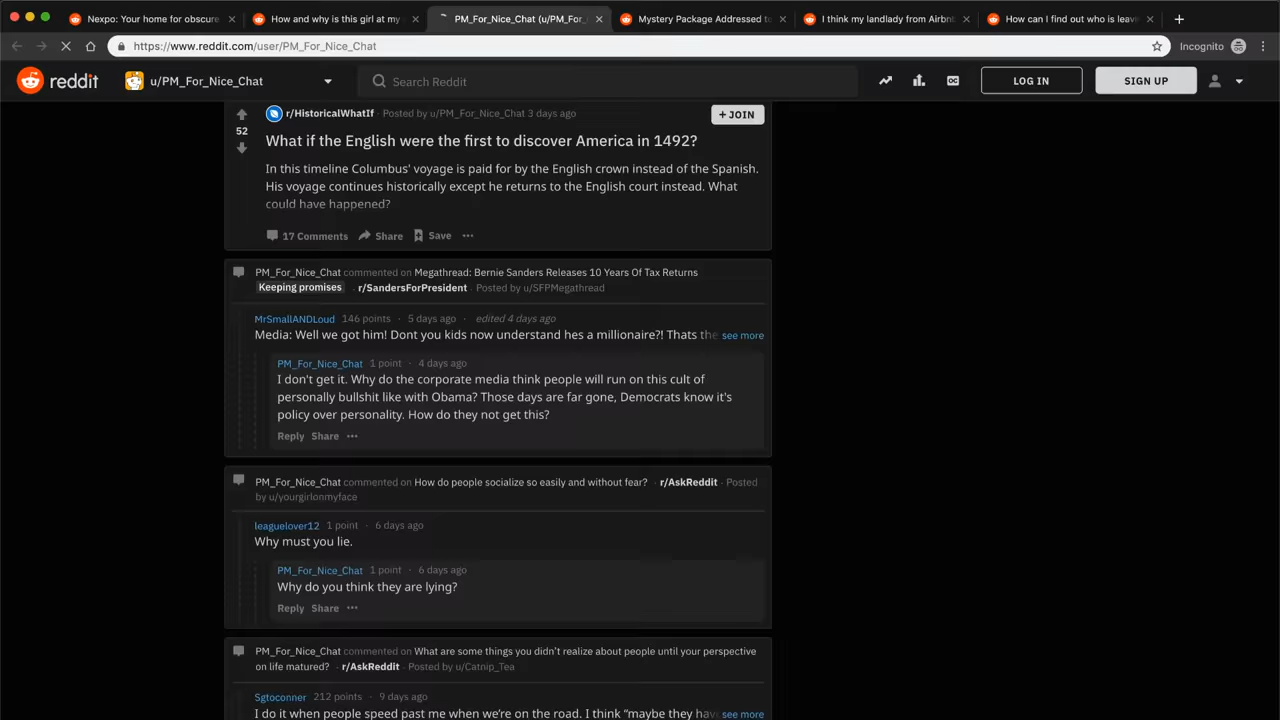 Nexpo: Your home for obscure
How and why is this girl at my
PM_For_Nice_Chat (u/PM_For_
Mystery Package Addressed to
I think my landlady from Airbn
How can I find out who is leavi
https://www.reddit.com/user/PM_For_Nice_Chat
Incognito
reddit
u/PM_For_Nice_Chat
Search Reddit
LOG IN
SIGN UP
r/HistoricalWhatIf · Posted by u/PM_For_Nice_Chat 3 days ago
+ JOIN
52
What if the English were the first to discover America in 1492?
In this timeline Columbus' voyage is paid for by the English crown instead of the Spanish.
His voyage continues historically except he returns to the English court instead. What
could have happened?
17 Comments Share Save
PM_For_Nice_Chat commented on Megathread: Bernie Sanders Releases 10 Years Of Tax Returns
Keeping promises · r/SandersForPresident · Posted by u/SFPMegathread
MrSmallANDLoud 146 points · 5 days ago · edited 4 days ago
Media: Well we got him! Dont you kids now understand hes a millionaire?! Thats the see more
PM_For_Nice_Chat 1 point · 4 days ago
I don't get it. Why do the corporate media think people will run on this cult of
personally bullshit like with Obama? Those days are far gone, Democrats know it's
policy over personality. How do they not get this?
Reply Share
PM_For_Nice_Chat commented on How do people socialize so easily and without fear? · r/AskReddit · Posted
by u/yourgirlonmyface
leaguelover12 1 point · 6 days ago
Why must you lie.
PM_For_Nice_Chat 1 point · 6 days ago
Why do you think they are lying?
Reply Share
PM_For_Nice_Chat commented on What are some things you didn't realize about people until your perspective
on life matured? · r/AskReddit · Posted by u/Catnip_Tea
Sgtoconner 212 points · 9 days ago
I do it when people speed past me when we're on the road. I think "maybe they hav see more